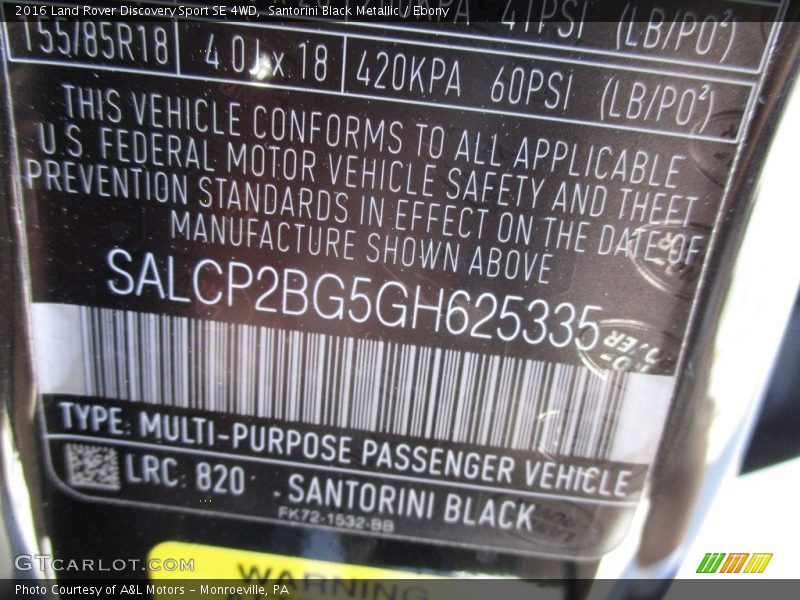 2016 Land Rover Discovery Sport SE 4WD, Santorini Black Metallic / Ebony
41PSI (LB/PO²)
155/85R18 4.0J x 18 420KPA 60PSI (LB/PO²)
THIS VEHICLE CONFORMS TO ALL APPLICABLE
U.S. FEDERAL MOTOR VEHICLE SAFETY AND THEFT
PREVENTION STANDARDS IN EFFECT ON THE DATE OF
MANUFACTURE SHOWN ABOVE
SALCP2BG5GH625335
TYPE: MULTI-PURPOSE PASSENGER VEHICLE
LRC: 820 SANTORINI BLACK
FK72-1532-BB
WARNING
GTCARLOT.COM
Photo Courtesy of A&L Motors - Monroeville, PA